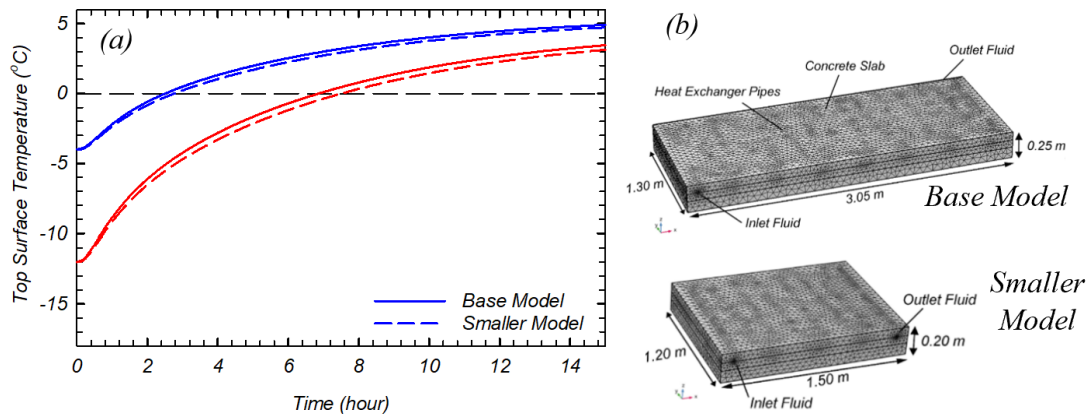 (a)
Top Surface Temperature (°C)
5
0
-5
-10
-15
0
2
4
6
8
10
12
14
Time (hour)
Base Model
Smaller Model
(b)
Outlet Fluid
Concrete Slab
Heat Exchanger Pipes
0.25 m
1.30 m
3.05 m
Base Model
Inlet Fluid
Smaller
Model
Outlet Fluid
0.20 m
1.20 m
1.50 m
Inlet Fluid